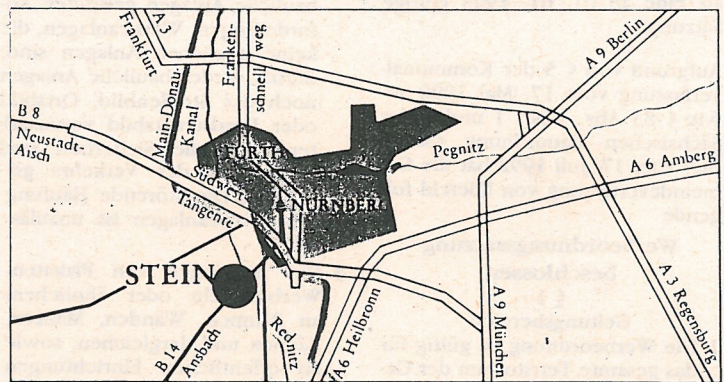 A 3
Frankfurt
Main-Donau-
Kanal
Franken-
schnell
weg
A 9 Berlin
B 8
Neustadt-
Aisch
FÜRTH
Südwest
Tangente
NÜRNBERG
Pegnitz
A 6 Amberg
STEIN
B 14
Ansbach
Rednitz
A6 Heilbronn
A 9 München
A 3 Regensburg